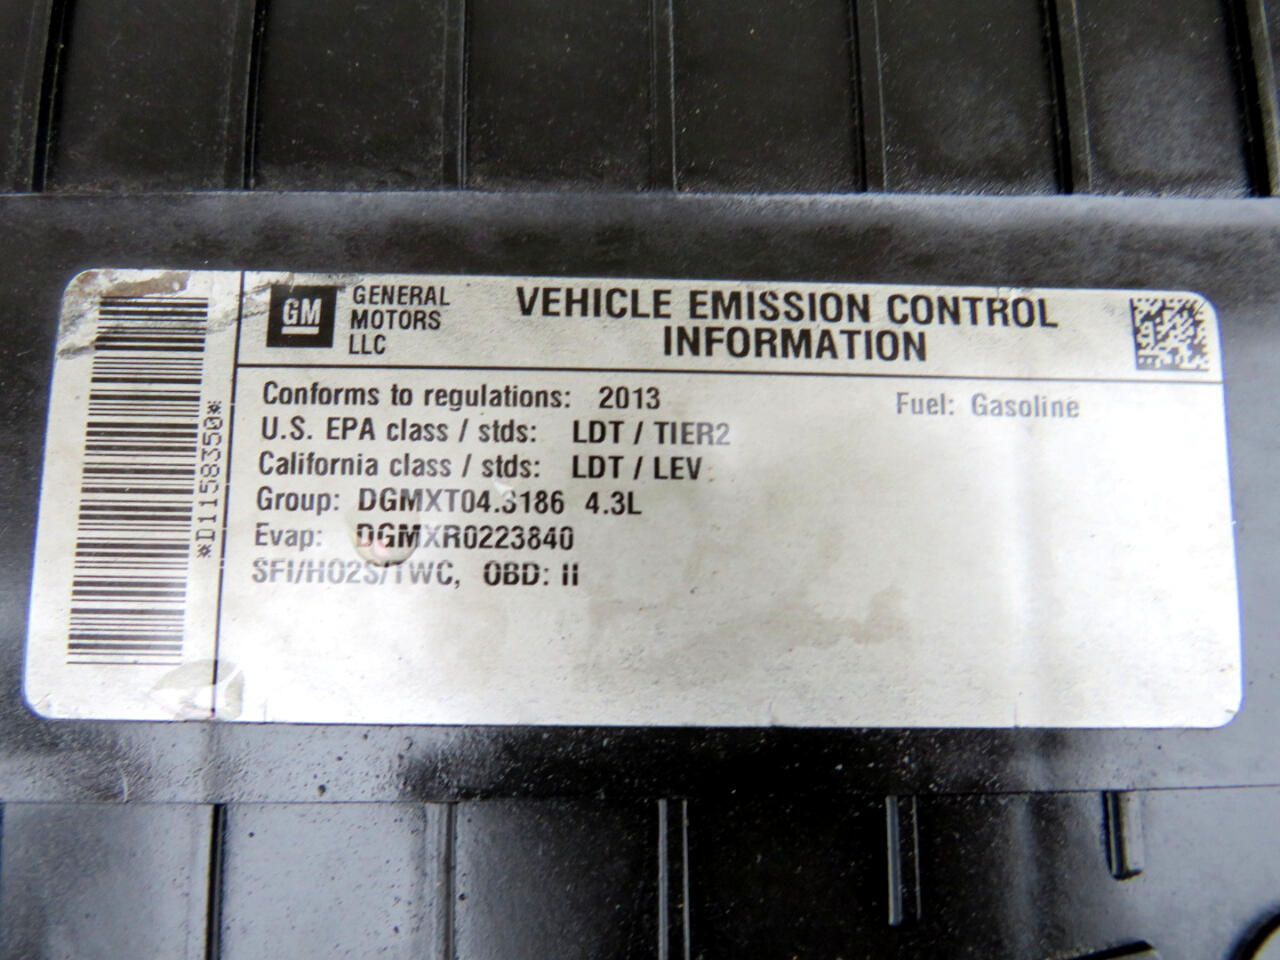 GM
GENERAL
MOTORS
LLC
VEHICLE EMISSION CONTROL
INFORMATION
Conforms to regulations: 2013
Fuel: Gasoline
U.S. EPA class / stds: LDT / TIER2
California class / stds: LDT / LEV
Group: DGMXT04.3186 4.3L
Evap: DGMXR0223840
SFI/HO2S/TWC, OBD: II
*D1158350*